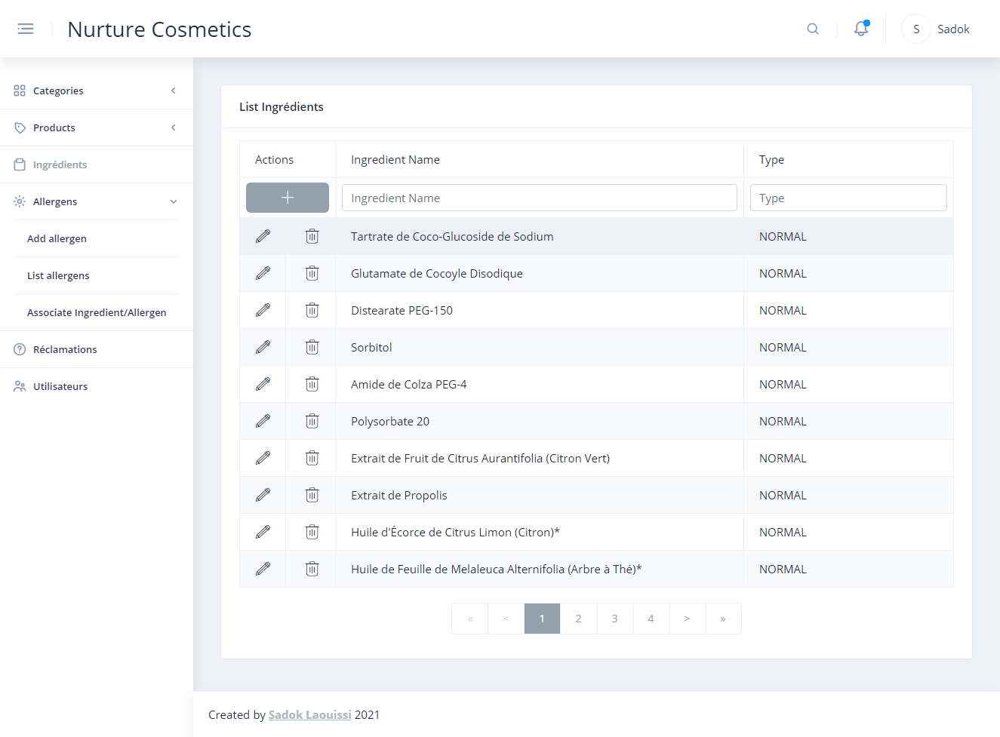 Nurture Cosmetics
S Sadok
Categories
Products
Ingrédients
Allergens
Add allergen
List allergens
Associate Ingredient/Allergen
Réclamations
Utilisateurs
List Ingrédients
Actions Ingredient Name Type
+ Ingredient Name Type
Tartrate de Coco-Glucoside de Sodium NORMAL
Glutamate de Cocoyle Disodique NORMAL
Distearate PEG-150 NORMAL
Sorbitol NORMAL
Amide de Colza PEG-4 NORMAL
Polysorbate 20 NORMAL
Extrait de Fruit de Citrus Aurantifolia (Citron Vert) NORMAL
Extrait de Propolis NORMAL
Huile d'Écorce de Citrus Limon (Citron)* NORMAL
Huile de Feuille de Melaleuca Alternifolia (Arbre à Thé)* NORMAL
« < 1 2 3 4 > »
Created by Sadok Laouissi 2021